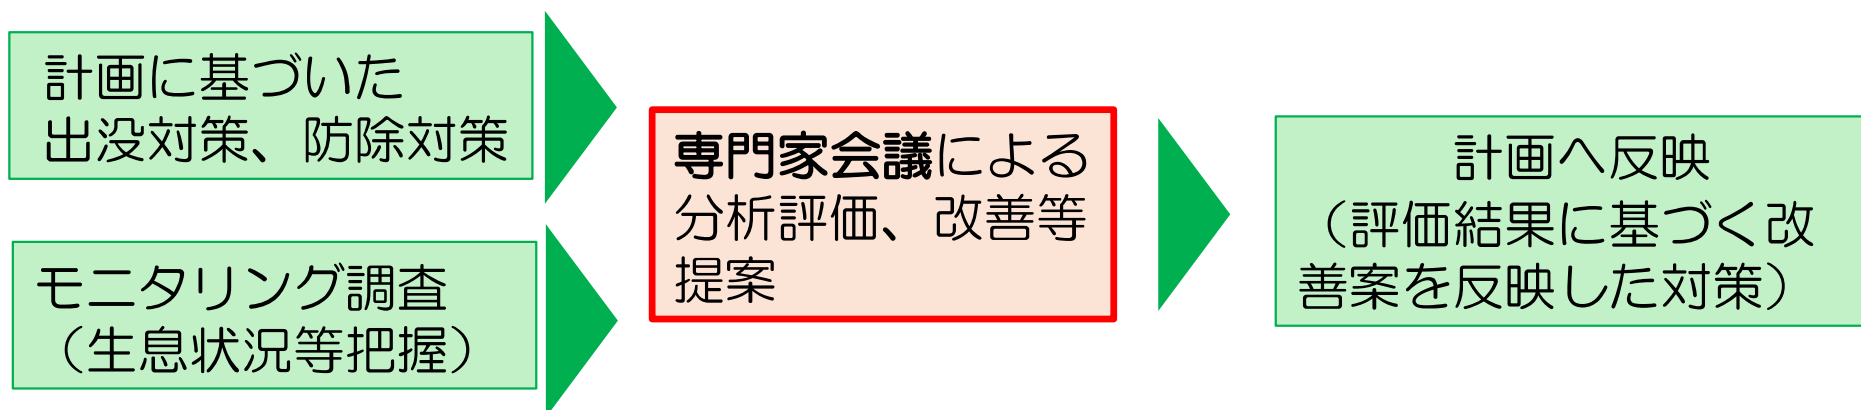 計画に基づいた
出没対策、防除対策
モニタリング調査
（生息状況等把握）
専門家会議による
分析評価、改善等
提案
計画へ反映
（評価結果に基づく改
善案を反映した対策）